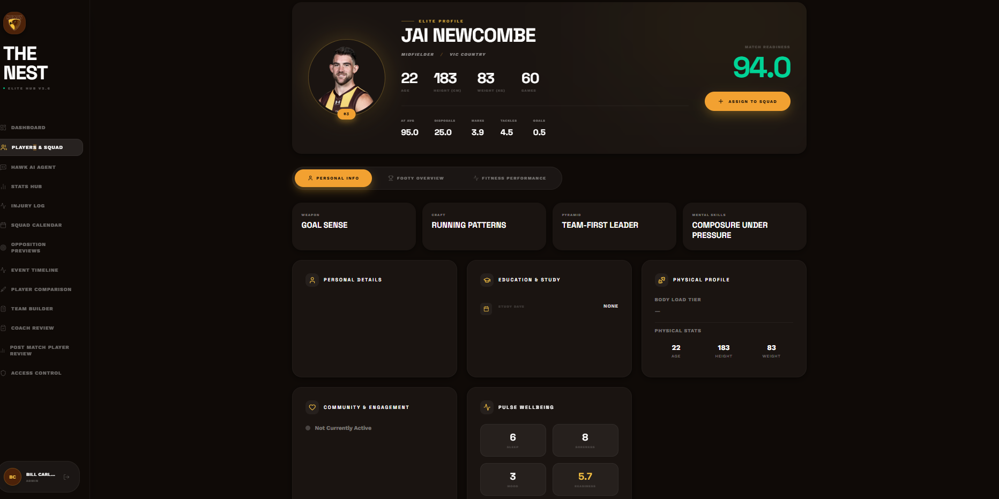 HAWKS
THE
NEST
ELITE HUB V2.6
DASHBOARD
PLAYERS & SQUAD
HAWK AI AGENT
STATS HUB
INJURY LOG
SQUAD CALENDAR
OPPOSITION
PREVIEWS
EVENT TIMELINE
PLAYER COMPARISON
TEAM BUILDER
COACH REVIEW
POST MATCH PLAYER
REVIEW
ACCESS CONTROL
BC
BILL CARL...
ADMIN
ELITE PROFILE
JAI NEWCOMBE
MIDFIELDER / VIC COUNTRY
22 183 83 60
AGE HEIGHT (CM) WEIGHT (KG) GAMES
#3
AF AVG DISPOSALS MARKS TACKLES GOALS
95.0 25.0 3.9 4.5 0.5
MATCH READINESS
94.0
+ ASSIGN TO SQUAD
PERSONAL INFO FOOTY OVERVIEW FITNESS PERFORMANCE
WEAPON
GOAL SENSE
CRAFT
RUNNING PATTERNS
PYRAMID
TEAM-FIRST LEADER
MENTAL SKILLS
COMPOSURE UNDER
PRESSURE
PERSONAL DETAILS
EDUCATION & STUDY
STUDY DAYS NONE
PHYSICAL PROFILE
BODY LOAD TIER
—
PHYSICAL STATS
22 183 83
AGE HEIGHT WEIGHT
COMMUNITY & ENGAGEMENT
Not Currently Active
PULSE WELLBEING
6 8
SLEEP SORENESS
3 5.7
MOOD READINESS